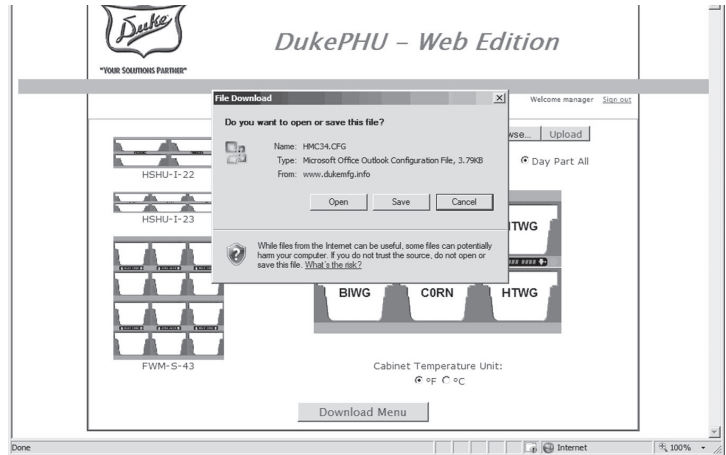 Duke
"YOUR SOLUTIONS PARTNER"
DukePHU – Web Edition
Welcome manager Sign out
File Download
Do you want to open or save this file?
Name: HMC34.CFG
Type: Microsoft Office Outlook Configuration File, 3.79KB
From: www.dukemfg.info
Open Save Cancel
While files from the Internet can be useful, some files can potentially
harm your computer. If you do not trust the source, do not open or
save this file. What's the risk?
Upload
Day Part All
HSHU-I-22
HSHU-I-23
FWM-S-43
HTWG
BIWG C0RN HTWG
Cabinet Temperature Unit:
ºF ºC
Download Menu
Done Internet 100%